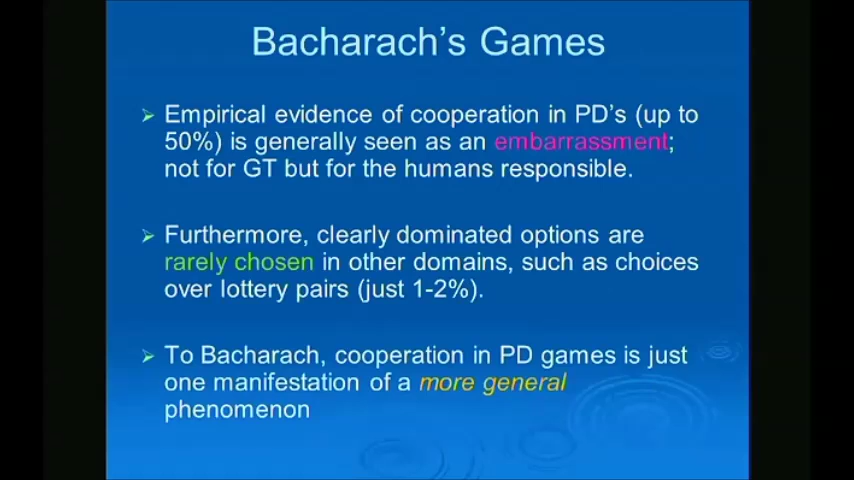 Bacharach's Games
Empirical evidence of cooperation in PD's (up to
50%) is generally seen as an embarrassment;
not for GT but for the humans responsible.
Furthermore, clearly dominated options are
rarely chosen in other domains, such as choices
over lottery pairs (just 1-2%).
To Bacharach, cooperation in PD games is just
one manifestation of a more general
phenomenon